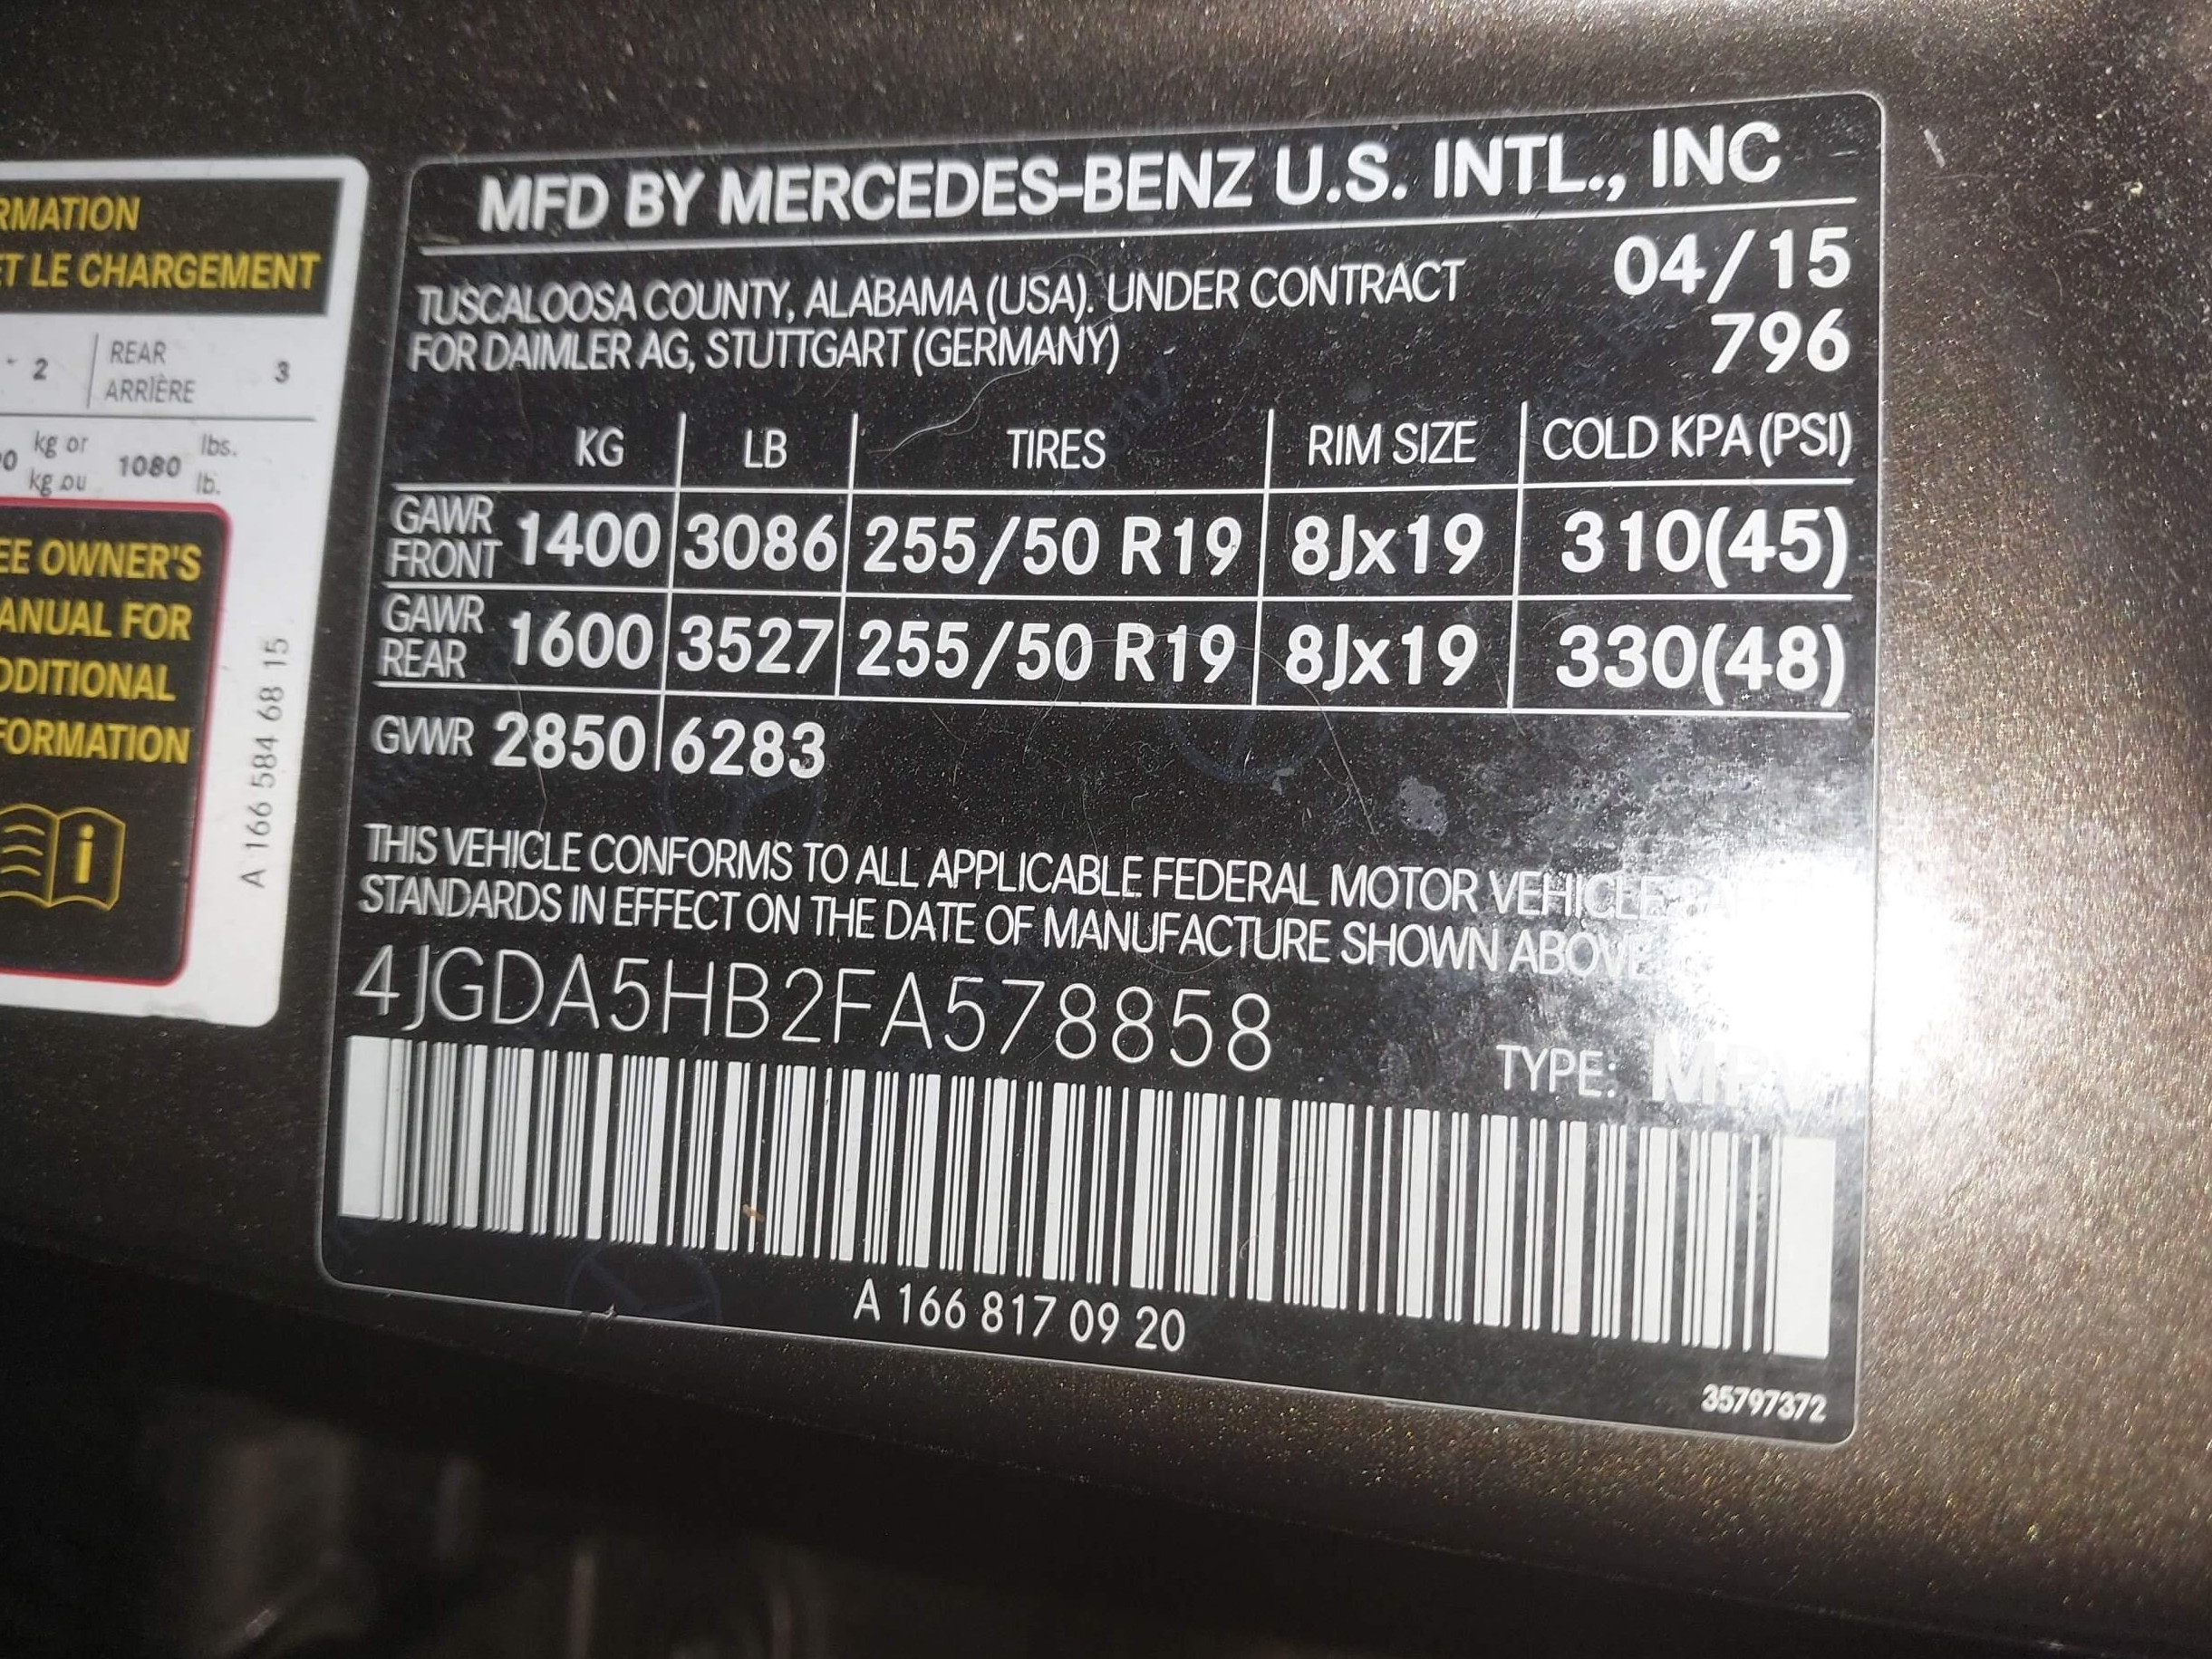 RMATION
ET LE CHARGEMENT
2 REAR ARRIÈRE 3
kg or 1080 lbs.
kg ou lb.
EE OWNER'S
ANUAL FOR
DDITIONAL
FORMATION
A 166 584 68 15
MFD BY MERCEDES-BENZ U.S. INTL., INC
TUSCALOOSA COUNTY, ALABAMA (USA). UNDER CONTRACT 04/15
FOR DAIMLER AG, STUTTGART (GERMANY) 796
KG LB TIRES RIM SIZE COLD KPA (PSI)
GAWR FRONT 1400 3086 255/50 R19 8Jx19 310(45)
GAWR REAR 1600 3527 255/50 R19 8Jx19 330(48)
GVWR 2850 6283
THIS VEHICLE CONFORMS TO ALL APPLICABLE FEDERAL MOTOR VEHICLE
STANDARDS IN EFFECT ON THE DATE OF MANUFACTURE SHOWN ABOVE
4JGDA5HB2FA578858
TYPE: MPV
A 166 817 09 20
35797372